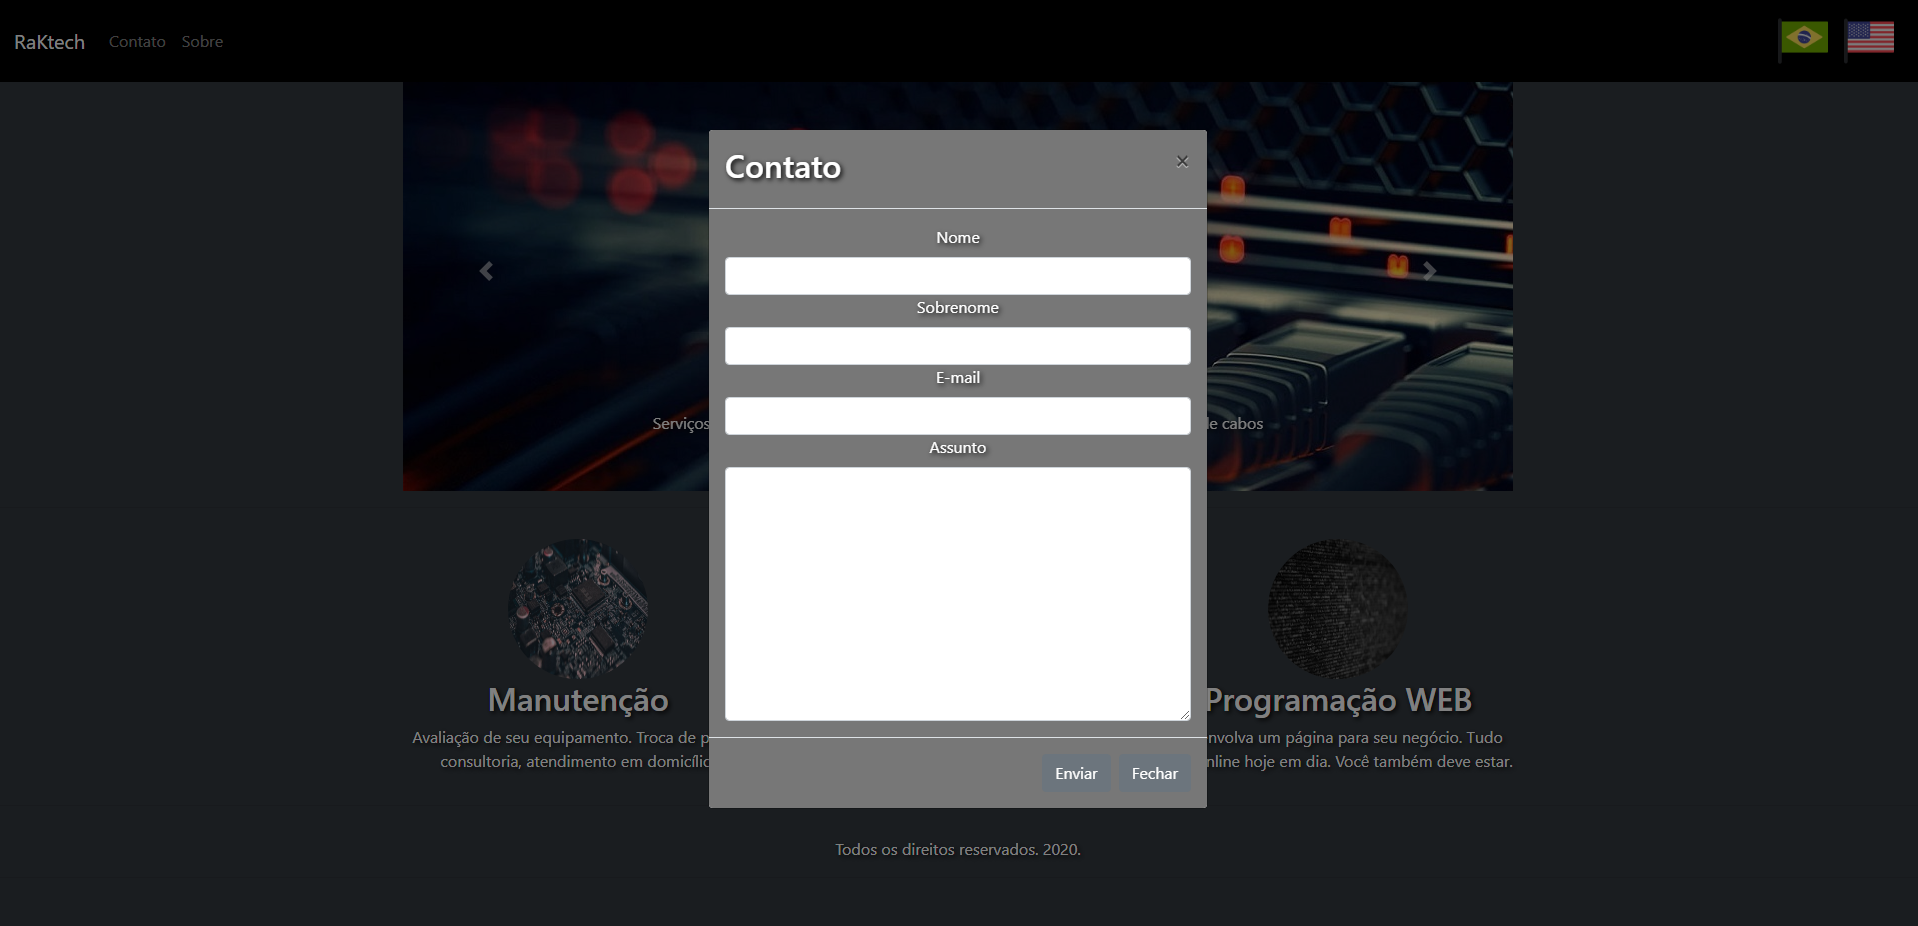 RaKtech Contato Sobre
Contato ×
Nome
Sobrenome
E-mail
Assunto
Serviços
de cabos
Manutenção
Avaliação de seu equipamento. Troca de p
consultoria, atendimento em domicílio
Programação WEB
nvolva um página para seu negócio. Tudo
nline hoje em dia. Você também deve estar.
Enviar Fechar
Todos os direitos reservados. 2020.